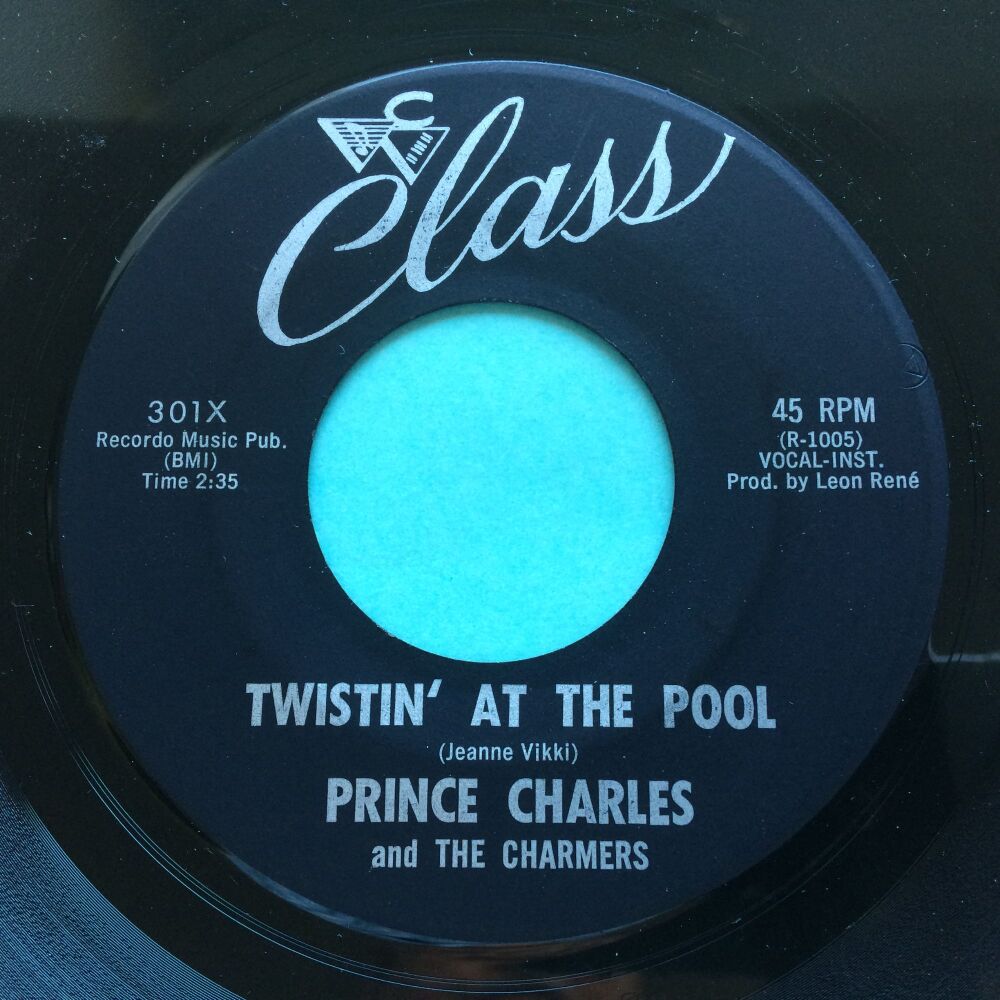 Class
301X
Recordo Music Pub.
(BMI)
Time 2:35
45 RPM
(R-1005)
VOCAL-INST.
Prod. by Leon René
TWISTIN' AT THE POOL
(Jeanne Vikki)
PRINCE CHARLES
and THE CHARMERS